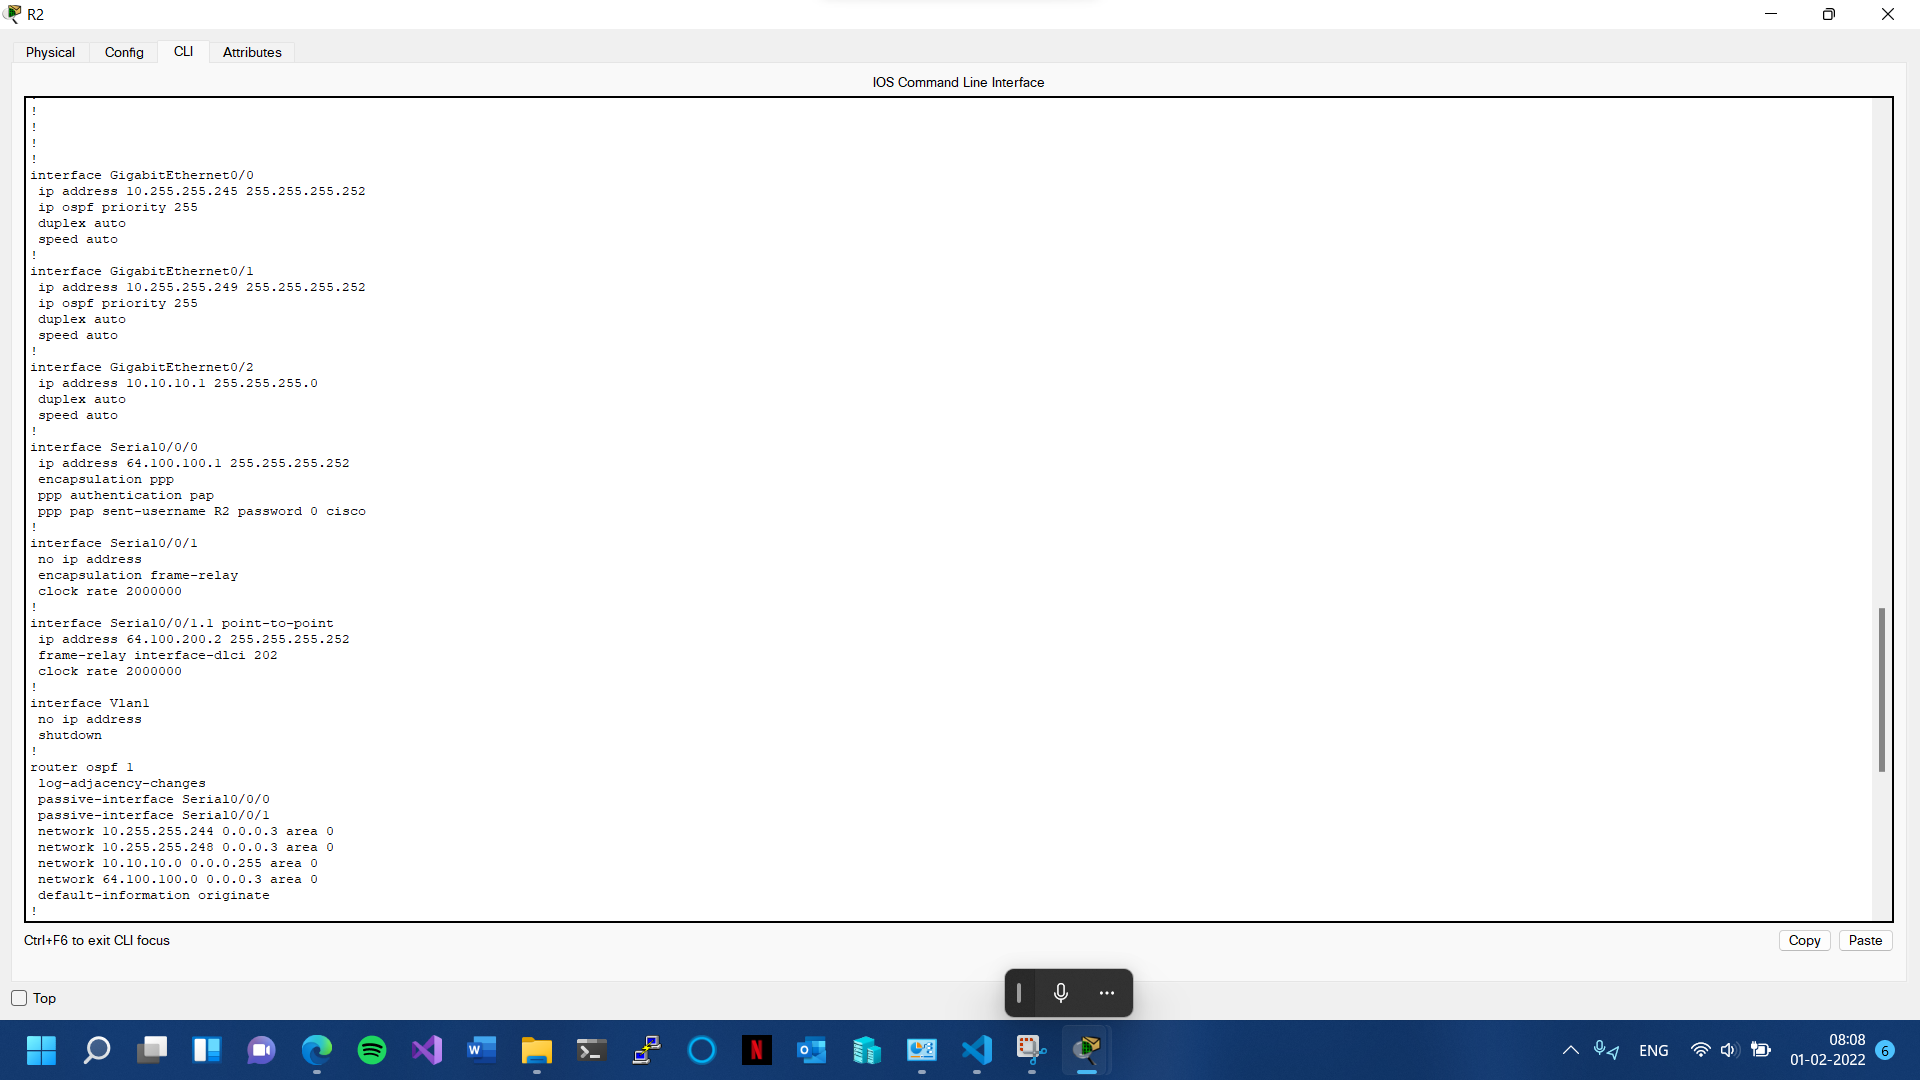 R2
Physical
Config
CLI
Attributes
IOS Command Line Interface
!
!
!
!
interface GigabitEthernet0/0
ip address 10.255.255.245 255.255.255.252
ip ospf priority 255
duplex auto
speed auto
!
interface GigabitEthernet0/1
ip address 10.255.255.249 255.255.255.252
ip ospf priority 255
duplex auto
speed auto
!
interface GigabitEthernet0/2
ip address 10.10.10.1 255.255.255.0
duplex auto
speed auto
!
interface Serial0/0/0
ip address 64.100.100.1 255.255.255.252
encapsulation ppp
ppp authentication pap
ppp pap sent-username R2 password 0 cisco
!
interface Serial0/0/1
no ip address
encapsulation frame-relay
clock rate 2000000
!
interface Serial0/0/1.1 point-to-point
ip address 64.100.200.2 255.255.255.252
frame-relay interface-dlci 202
clock rate 2000000
!
interface Vlan1
no ip address
shutdown
!
router ospf 1
log-adjacency-changes
passive-interface Serial0/0/0
passive-interface Serial0/0/1
network 10.255.255.244 0.0.0.3 area 0
network 10.255.255.248 0.0.0.3 area 0
network 10.10.10.0 0.0.0.255 area 0
network 64.100.100.0 0.0.0.3 area 0
default-information originate
!
Ctrl+F6 to exit CLI focus
Copy
Paste
Top
W
N
ENG
08:08
01-02-2022
6